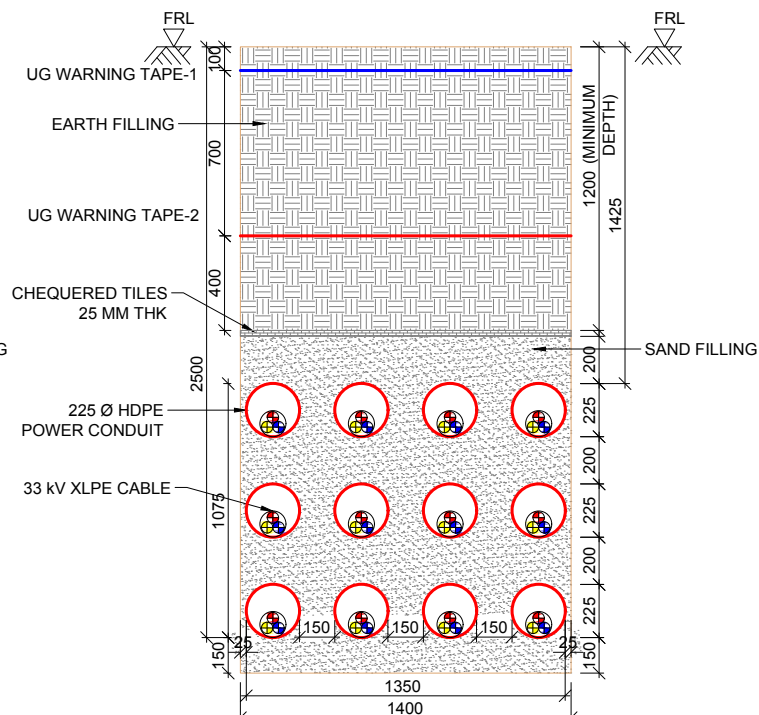 FRL
FRL
100
UG WARNING TAPE-1
EARTH FILLING
700
1200 (MINIMUM
DEPTH)
1425
UG WARNING TAPE-2
400
CHEQUERED TILES
25 MM THK
G
2500
200
SAND FILLING
225 Ø HDPE
POWER CONDUIT
225
200
33 kV XLPE CABLE
1075
225
200
225
150
150
150
25
25
150
150
1350
1400